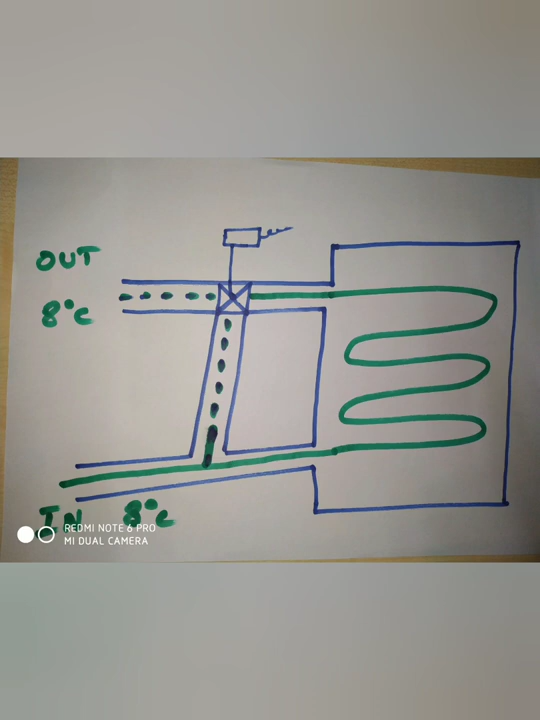 OUT
8°C
IN 8°C
REDMI NOTE 6 PRO
MI DUAL CAMERA